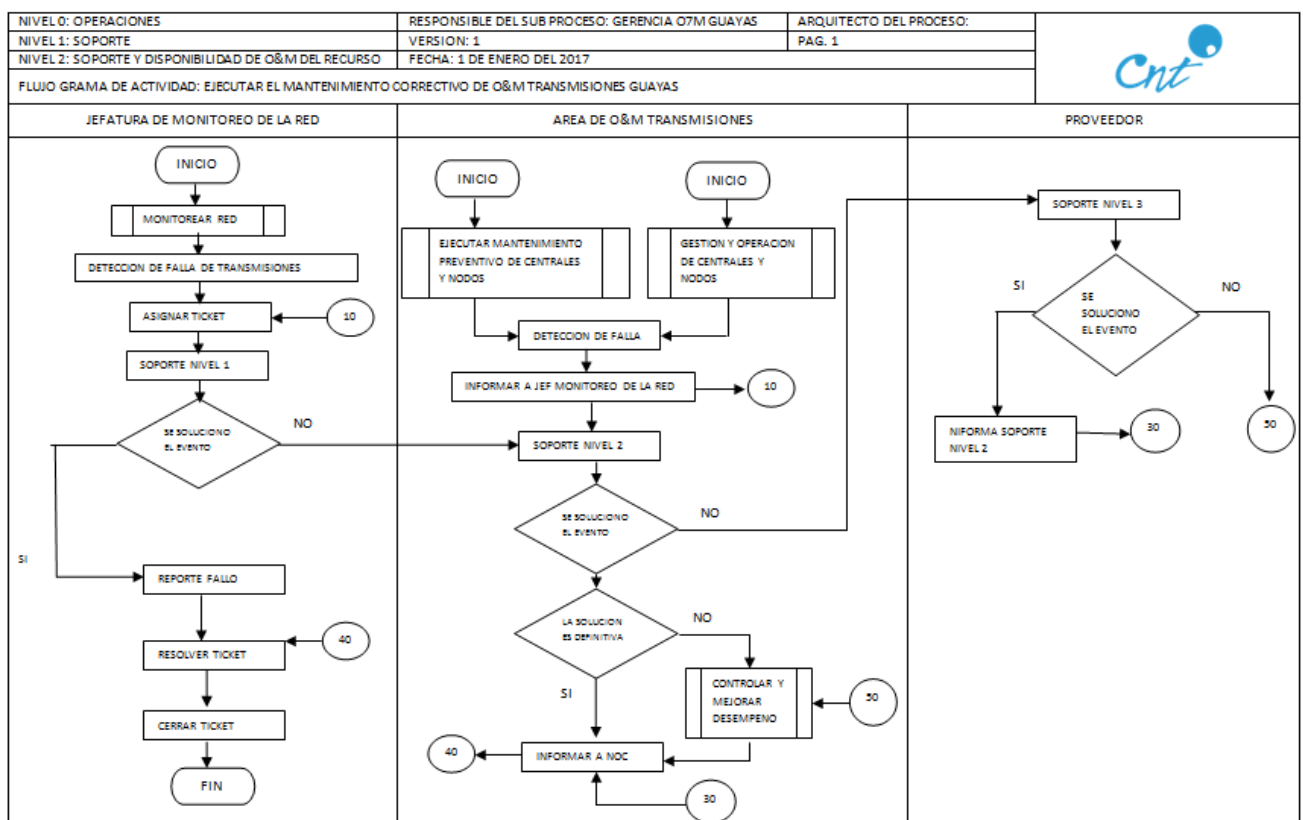 NIVEL 0: OPERACIONES
RESPONSIBLE DEL SUB PROCESO: GERENCIA O7M GUAYAS
ARQUITECTO DEL PROCESO:
NIVEL 1: SOPORTE
VERSION: 1
PAG. 1
NIVEL 2: SOPORTE Y DISPONIBILIDAD DE O&M DEL RECURSO
FECHA: 1 DE ENERO DEL 2017
FLUJO GRAMA DE ACTIVIDAD: EJECUTAR EL MANTENIMIENTO CORRECTIVO DE O&M TRANSMISIONES GUAYAS
Cnt
JEFATURA DE MONITOREO DE LA RED
INICIO
MONITOREAR RED
DETECCION DE FALLA DE TRANSMISIONES
ASIGNAR TICKET
10
SOPORTE NIVEL 1
SE SOLUCIONO
EL EVENTO
NO
SI
REPORTE FALLO
RESOLVER TICKET
40
CERRAR TICKET
FIN
AREA DE O&M TRANSMISIONES
INICIO
INICIO
EJECUTAR MANTENIMIENTO
PREVENTIVO DE CENTRALES
Y NODOS
GESTION Y OPERACION
DE CENTRALES Y
NODOS
DETECCION DE FALLA
INFORMAR A JEF MONITOREO DE LA RED
10
SOPORTE NIVEL 2
SE SOLUCIONO
EL EVENTO
NO
LA SOLUCION
ES DEFINITIVA
NO
SI
CONTROLAR Y
MEJORAR
DESEMPENO
50
40
INFORMAR A NOC
30
PROVEEDOR
SOPORTE NIVEL 3
SE
SOLUCIONO
EL EVENTO
SI
NO
NIFORMA SOPORTE
NIVEL 2
30
50